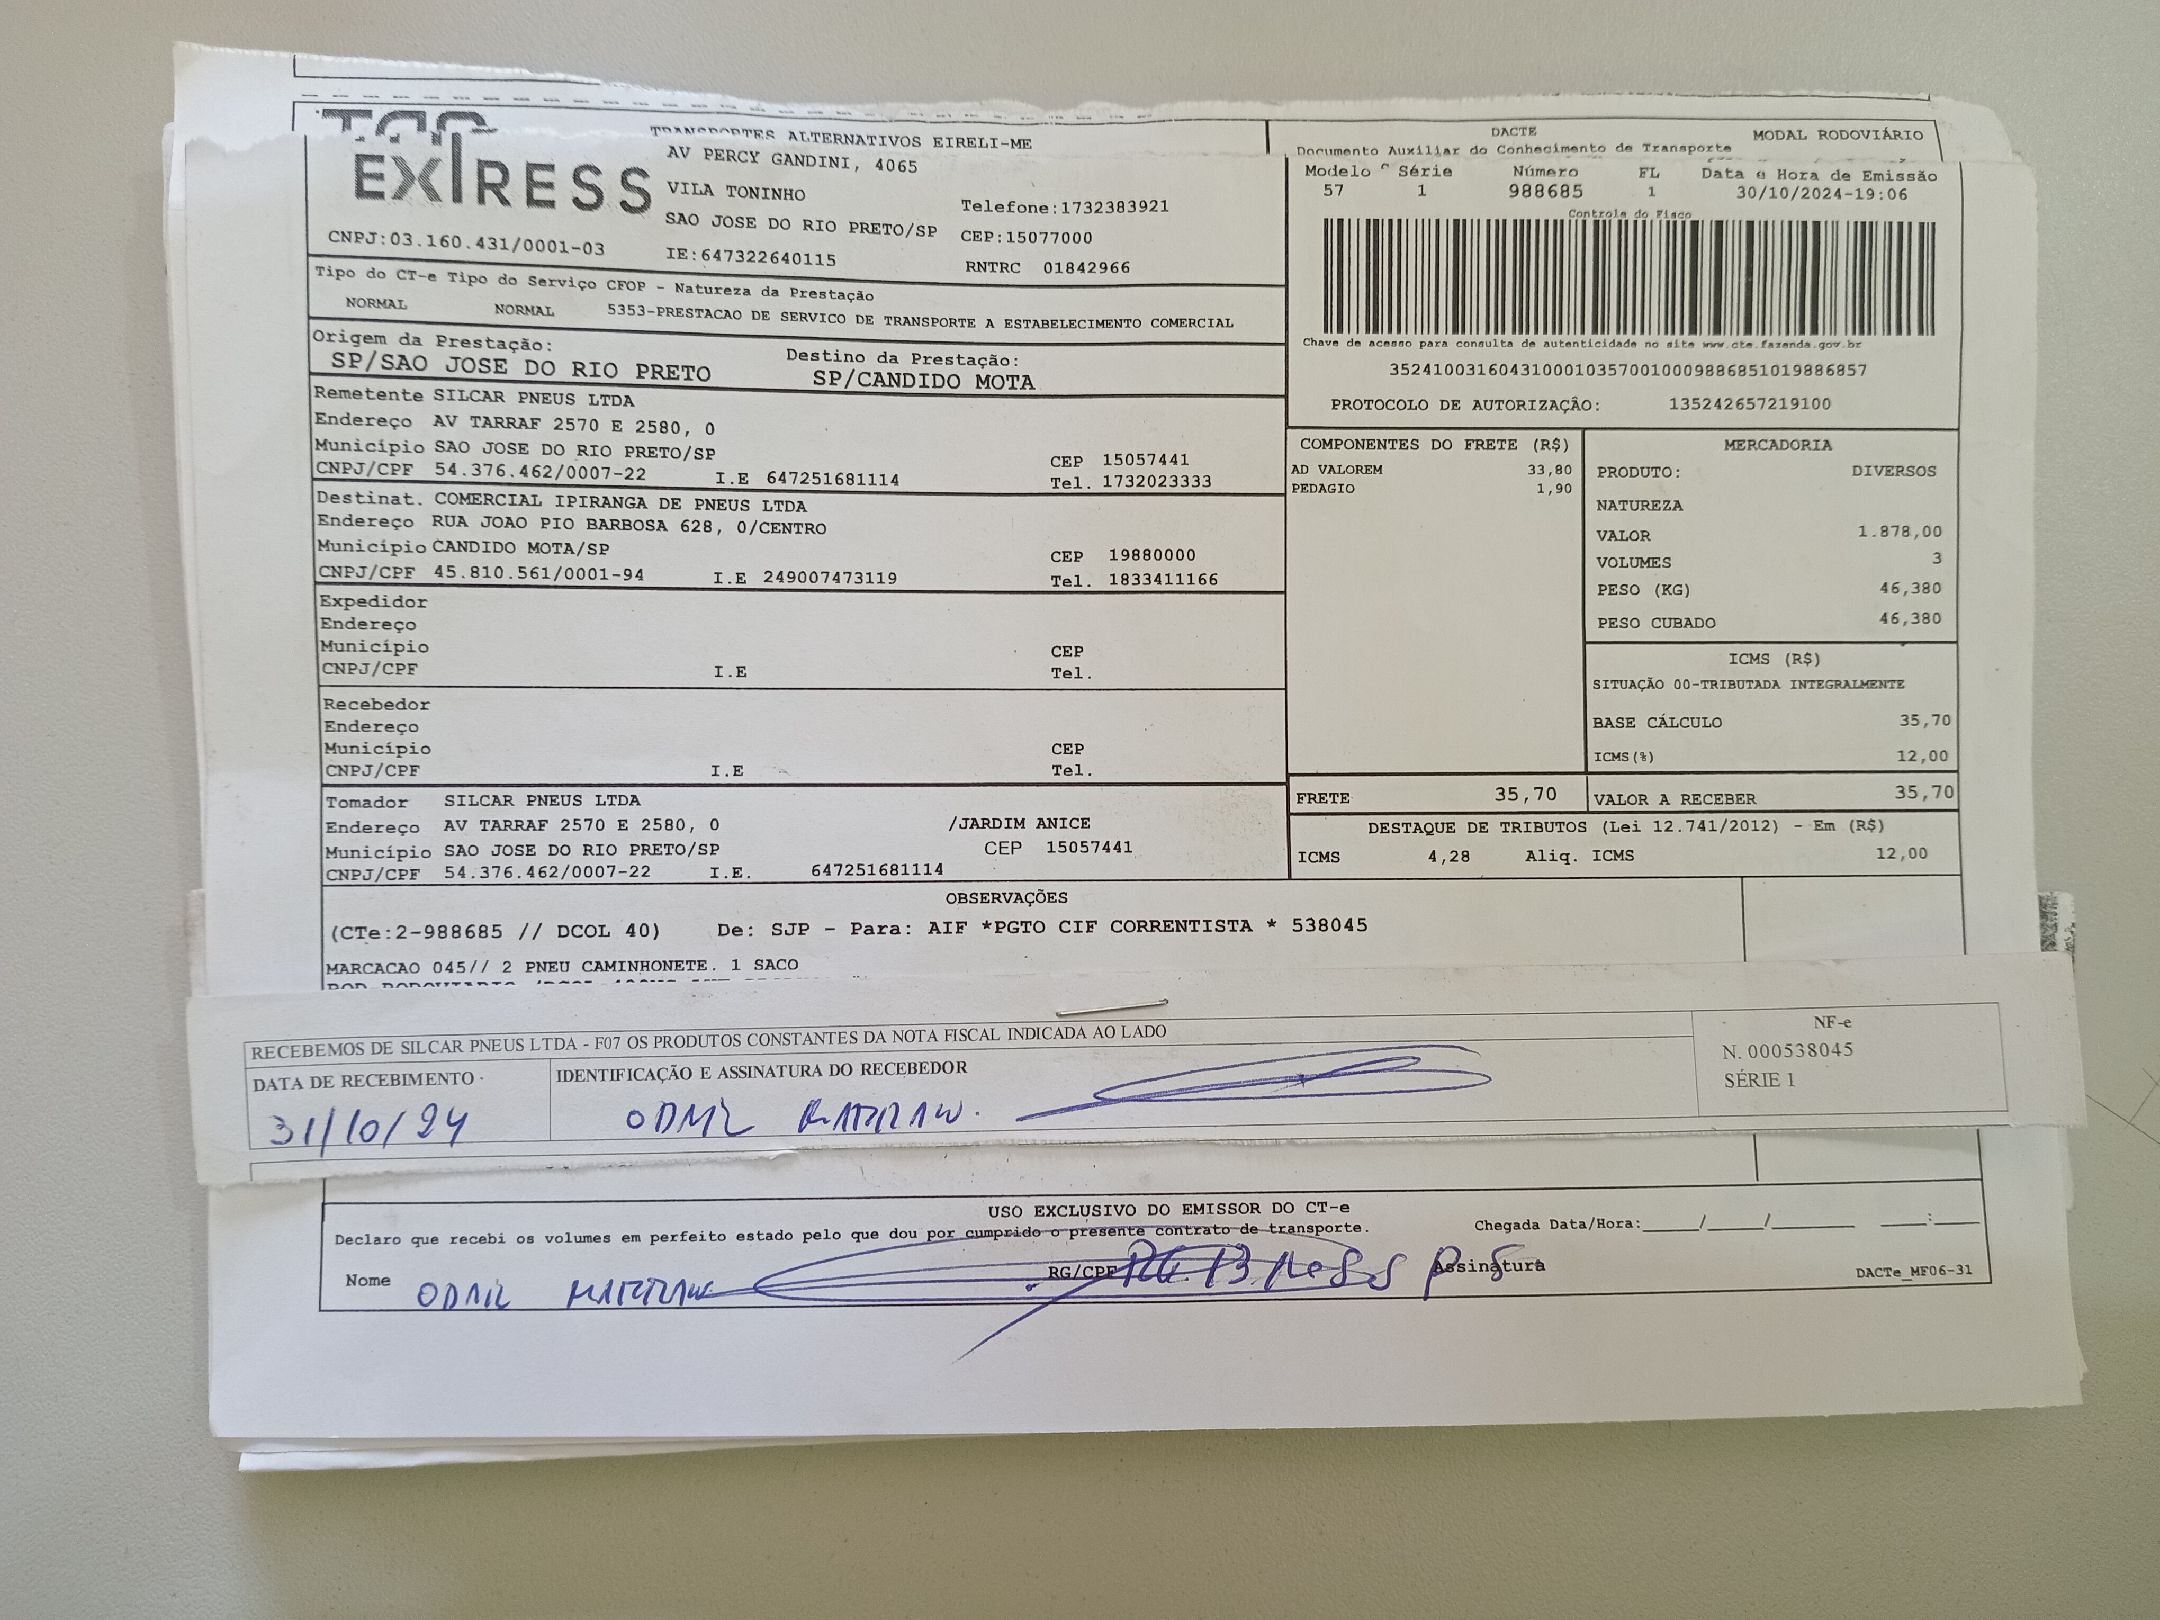 EXPRESS
TRANSPORTES ALTERNATIVOS EIRELI-ME
AV PERCY GANDINI, 4065
VILA TONINHO
SAO JOSE DO RIO PRETO/SP
Telefone:1732383921
CEP:15077000
CNPJ:03.160.431/0001-03
IE:647322640115
RNTRC 01842966
DACTE
MODAL RODOVIÁRIO
Documento Auxiliar do Conhecimento de Transporte
Modelo Série Número FL Data e Hora de Emissão
57 1 988685 1 30/10/2024-19:06
Controle do Fisco
Chave de acesso para consulta de autenticidade no site www.cte.fazenda.gov.br
35241003160431000103570010009886851019886857
PROTOCOLO DE AUTORIZAÇÃO: 135242657219100
Tipo do CT-e Tipo do Serviço CFOP - Natureza da Prestação
NORMAL NORMAL 5353-PRESTACAO DE SERVICO DE TRANSPORTE A ESTABELECIMENTO COMERCIAL
Origem da Prestação: Destino da Prestação:
SP/SAO JOSE DO RIO PRETO SP/CANDIDO MOTA
Remetente SILCAR PNEUS LTDA
Endereço AV TARRAF 2570 E 2580, 0
Município SAO JOSE DO RIO PRETO/SP CEP 15057441
CNPJ/CPF 54.376.462/0007-22 I.E 647251681114 Tel. 1732023333
Destinat. COMERCIAL IPIRANGA DE PNEUS LTDA
Endereço RUA JOAO PIO BARBOSA 628, 0/CENTRO
Município CANDIDO MOTA/SP CEP 19880000
CNPJ/CPF 45.810.561/0001-94 I.E 249007473119 Tel. 1833411166
Expedidor
Endereço
Município CEP
CNPJ/CPF I.E Tel.
Recebedor
Endereço
Município CEP
CNPJ/CPF I.E Tel.
Tomador SILCAR PNEUS LTDA
Endereço AV TARRAF 2570 E 2580, 0 /JARDIM ANICE
Município SAO JOSE DO RIO PRETO/SP CEP 15057441
CNPJ/CPF 54.376.462/0007-22 I.E. 647251681114
COMPONENTES DO FRETE (R$)
AD VALOREM 33,80
PEDAGIO 1,90
MERCADORIA
PRODUTO: DIVERSOS
NATUREZA
VALOR 1.878,00
VOLUMES 3
PESO (KG) 46,380
PESO CUBADO 46,380
ICMS (R$)
SITUAÇÃO 00-TRIBUTADA INTEGRALMENTE
BASE CÁLCULO 35,70
ICMS(%) 12,00
FRETE 35,70 VALOR A RECEBER 35,70
DESTAQUE DE TRIBUTOS (Lei 12.741/2012) - Em (R$)
ICMS 4,28 Aliq. ICMS 12,00
OBSERVAÇÕES
(CTe:2-988685 // DCOL 40) De: SJP - Para: AIF *PGTO CIF CORRENTISTA * 538045
MARCACAO 045// 2 PNEU CAMINHONETE. 1 SACO
RECEBEMOS DE SILCAR PNEUS LTDA - F07 OS PRODUTOS CONSTANTES DA NOTA FISCAL INDICADA AO LADO
NF-e
N. 000538045
SÉRIE 1
DATA DE RECEBIMENTO IDENTIFICAÇÃO E ASSINATURA DO RECEBEDOR
31/10/24 ODAIL
USO EXCLUSIVO DO EMISSOR DO CT-e
Declaro que recebi os volumes em perfeito estado pelo que dou por cumprido o presente contrato de transporte. Chegada Data/Hora:____/____/______ ___:___
Nome ODAIL RG/CPF Assinatura
DACTe_MF06-31